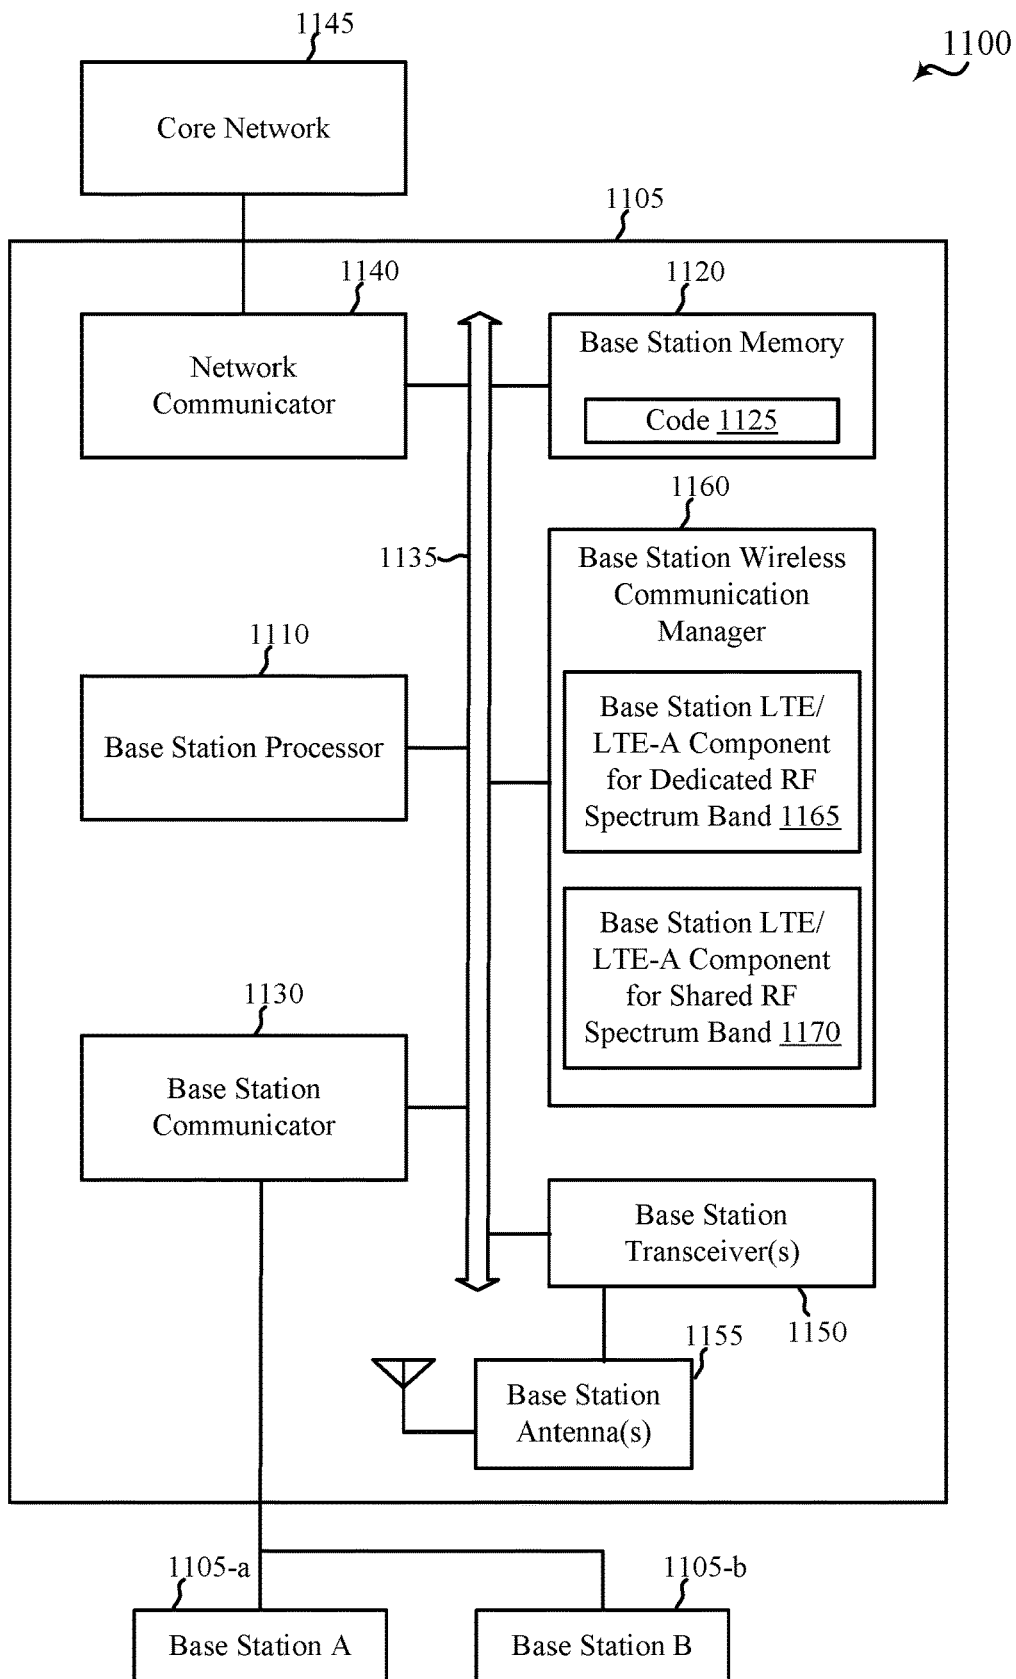 1145
1100
Core Network
1105
1140
1120
Network
Communicator
Base Station Memory
Code 1125
1160
1135
Base Station Wireless
Communication
Manager
1110
Base Station Processor
Base Station LTE/
LTE-A Component
for Dedicated RF
Spectrum Band 1165
Base Station LTE/
LTE-A Component
for Shared RF
Spectrum Band 1170
1130
Base Station
Communicator
Base Station
Transceiver(s)
1150
1155
Base Station
Antenna(s)
1105-a
1105-b
Base Station A
Base Station B